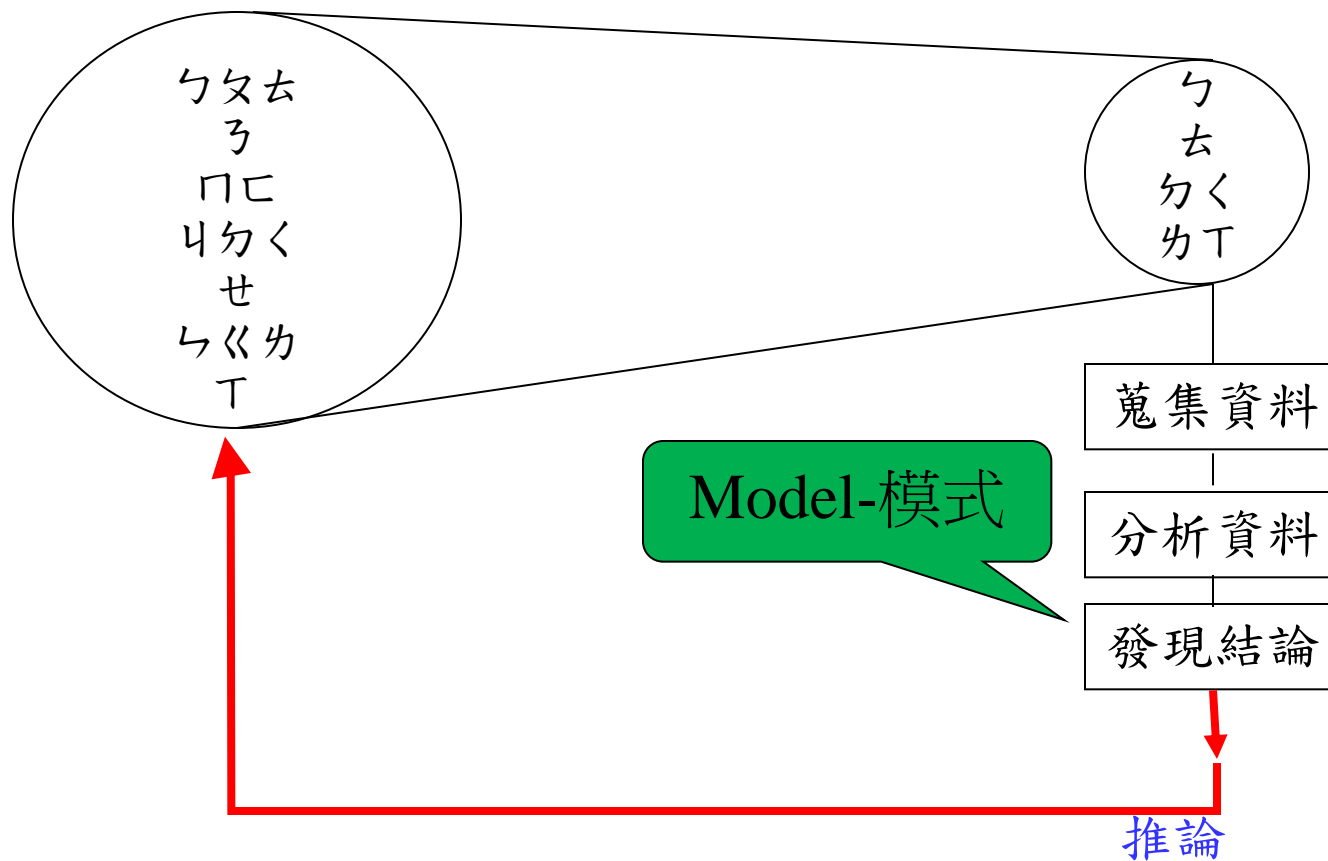 ㄅㄆㄊ
ㄋ
ㄇㄈ
ㄐㄉㄑ
ㄝ
ㄣㄍㄌ
ㄒ
ㄅ
ㄊ
ㄉㄑ
ㄌㄒ
蒐集資料
Model-模式
分析資料
發現結論
推論